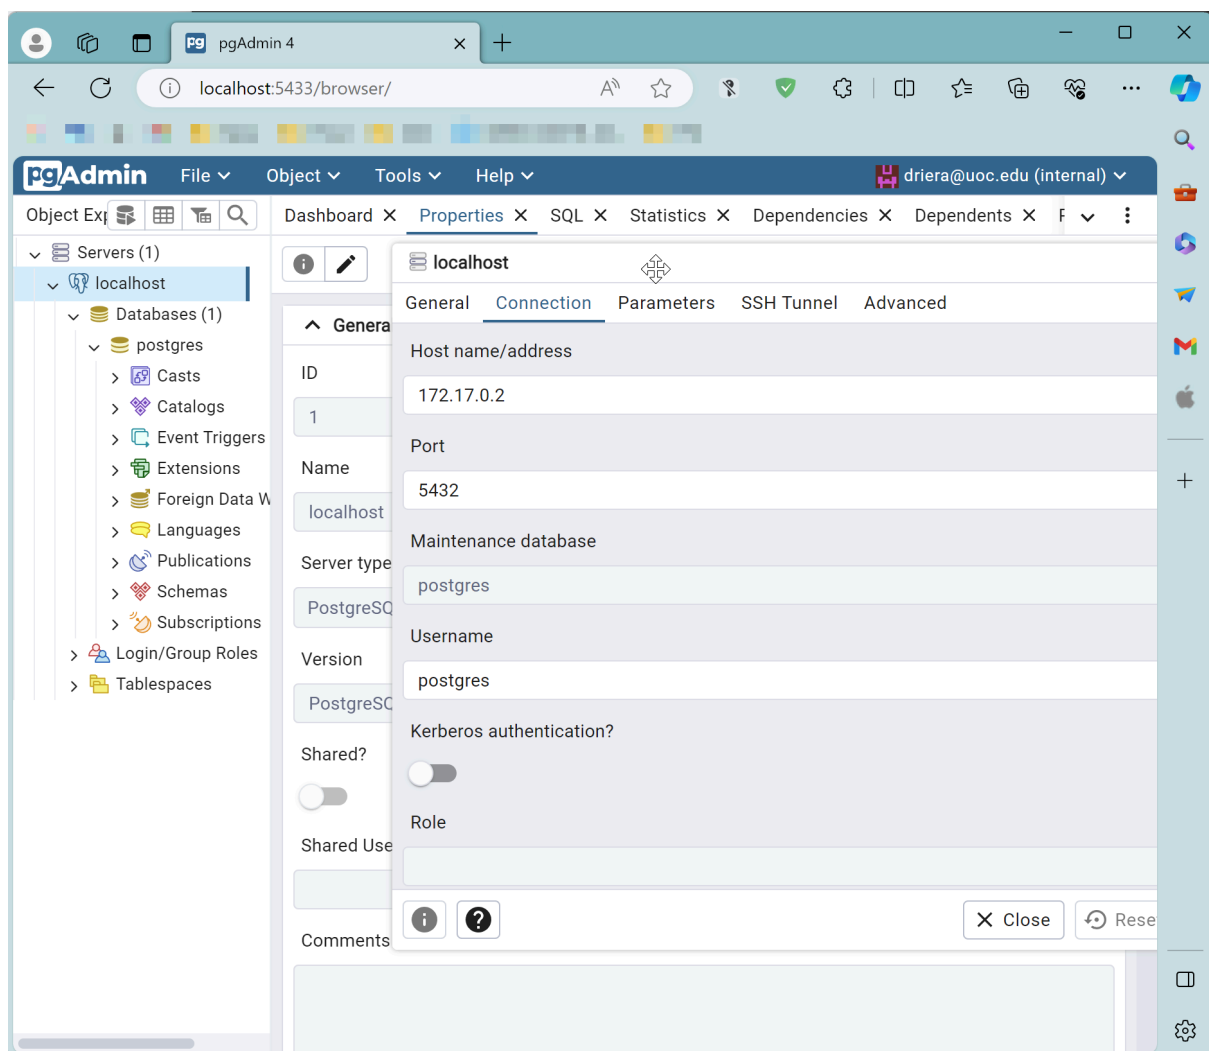 pgAdmin 4
localhost:5433/browser/
pgAdmin File Object Tools Help driera@uoc.edu (internal)
Object Exp Dashboard Properties SQL Statistics Dependencies Dependents
Servers (1)
localhost
Databases (1)
postgres
Casts
Catalogs
Event Triggers
Extensions
Foreign Data W
Languages
Publications
Schemas
Subscriptions
Login/Group Roles
Tablespaces
Genera
ID
1
Name
localhost
Server type
PostgreSQ
Version
PostgreSQ
Shared?
Shared Use
Comments
localhost
General Connection Parameters SSH Tunnel Advanced
Host name/address
172.17.0.2
Port
5432
Maintenance database
postgres
Username
postgres
Kerberos authentication?
Role
Close Rese